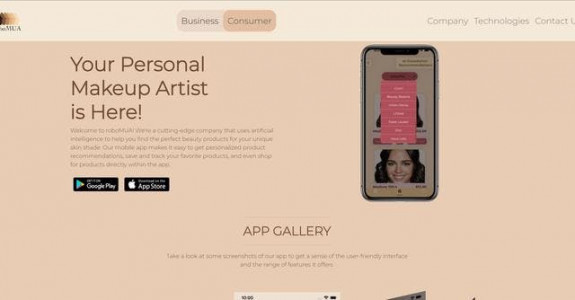 Business Consumer
Company Technologies Contact U
MUA
Your Personal
Makeup Artist
is Here!
Welcome to roboMUA! We're a cutting-edge company that uses artificial
intelligence to help you find the perfect beauty products for your unique
skin shade. Our mobile app makes it easy to get personalized product
recommendations, save and track your favorite products, and even shop
for products directly within the app.
GET IT ON
Google Play
Download on the
App Store
APP GALLERY
Take a look at some screenshots of our app to get a sense of the user-friendly interface
and the range of features it offers
10:00